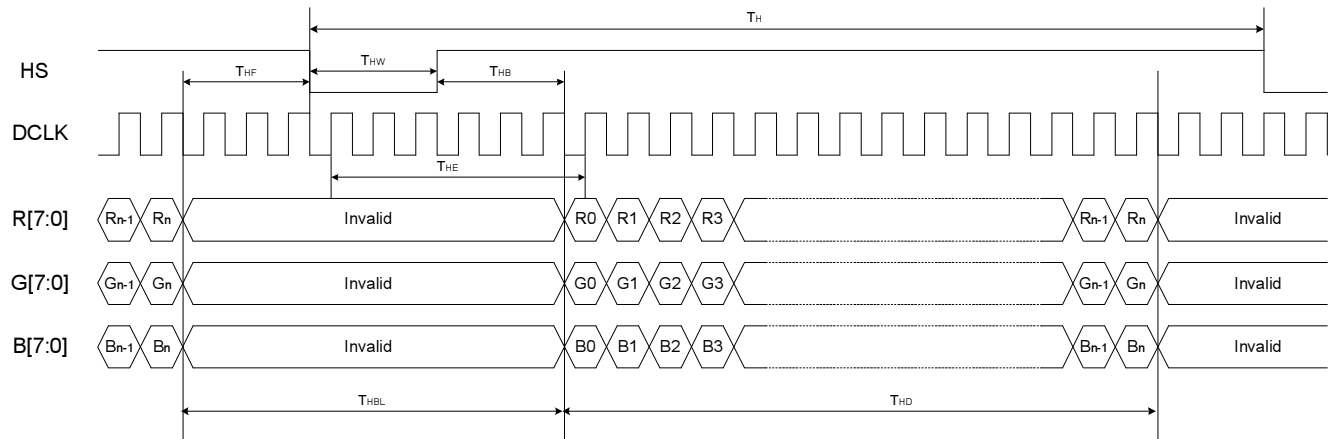 TH
HS
THF
THW
THB
DCLK
THE
R[7:0]
Rn-1 Rn Invalid R0 R1 R2 R3 Rn-1 Rn Invalid
G[7:0]
Gn-1 Gn Invalid G0 G1 G2 G3 Gn-1 Gn Invalid
B[7:0]
Bn-1 Bn Invalid B0 B1 B2 B3 Bn-1 Bn Invalid
THBL
THD